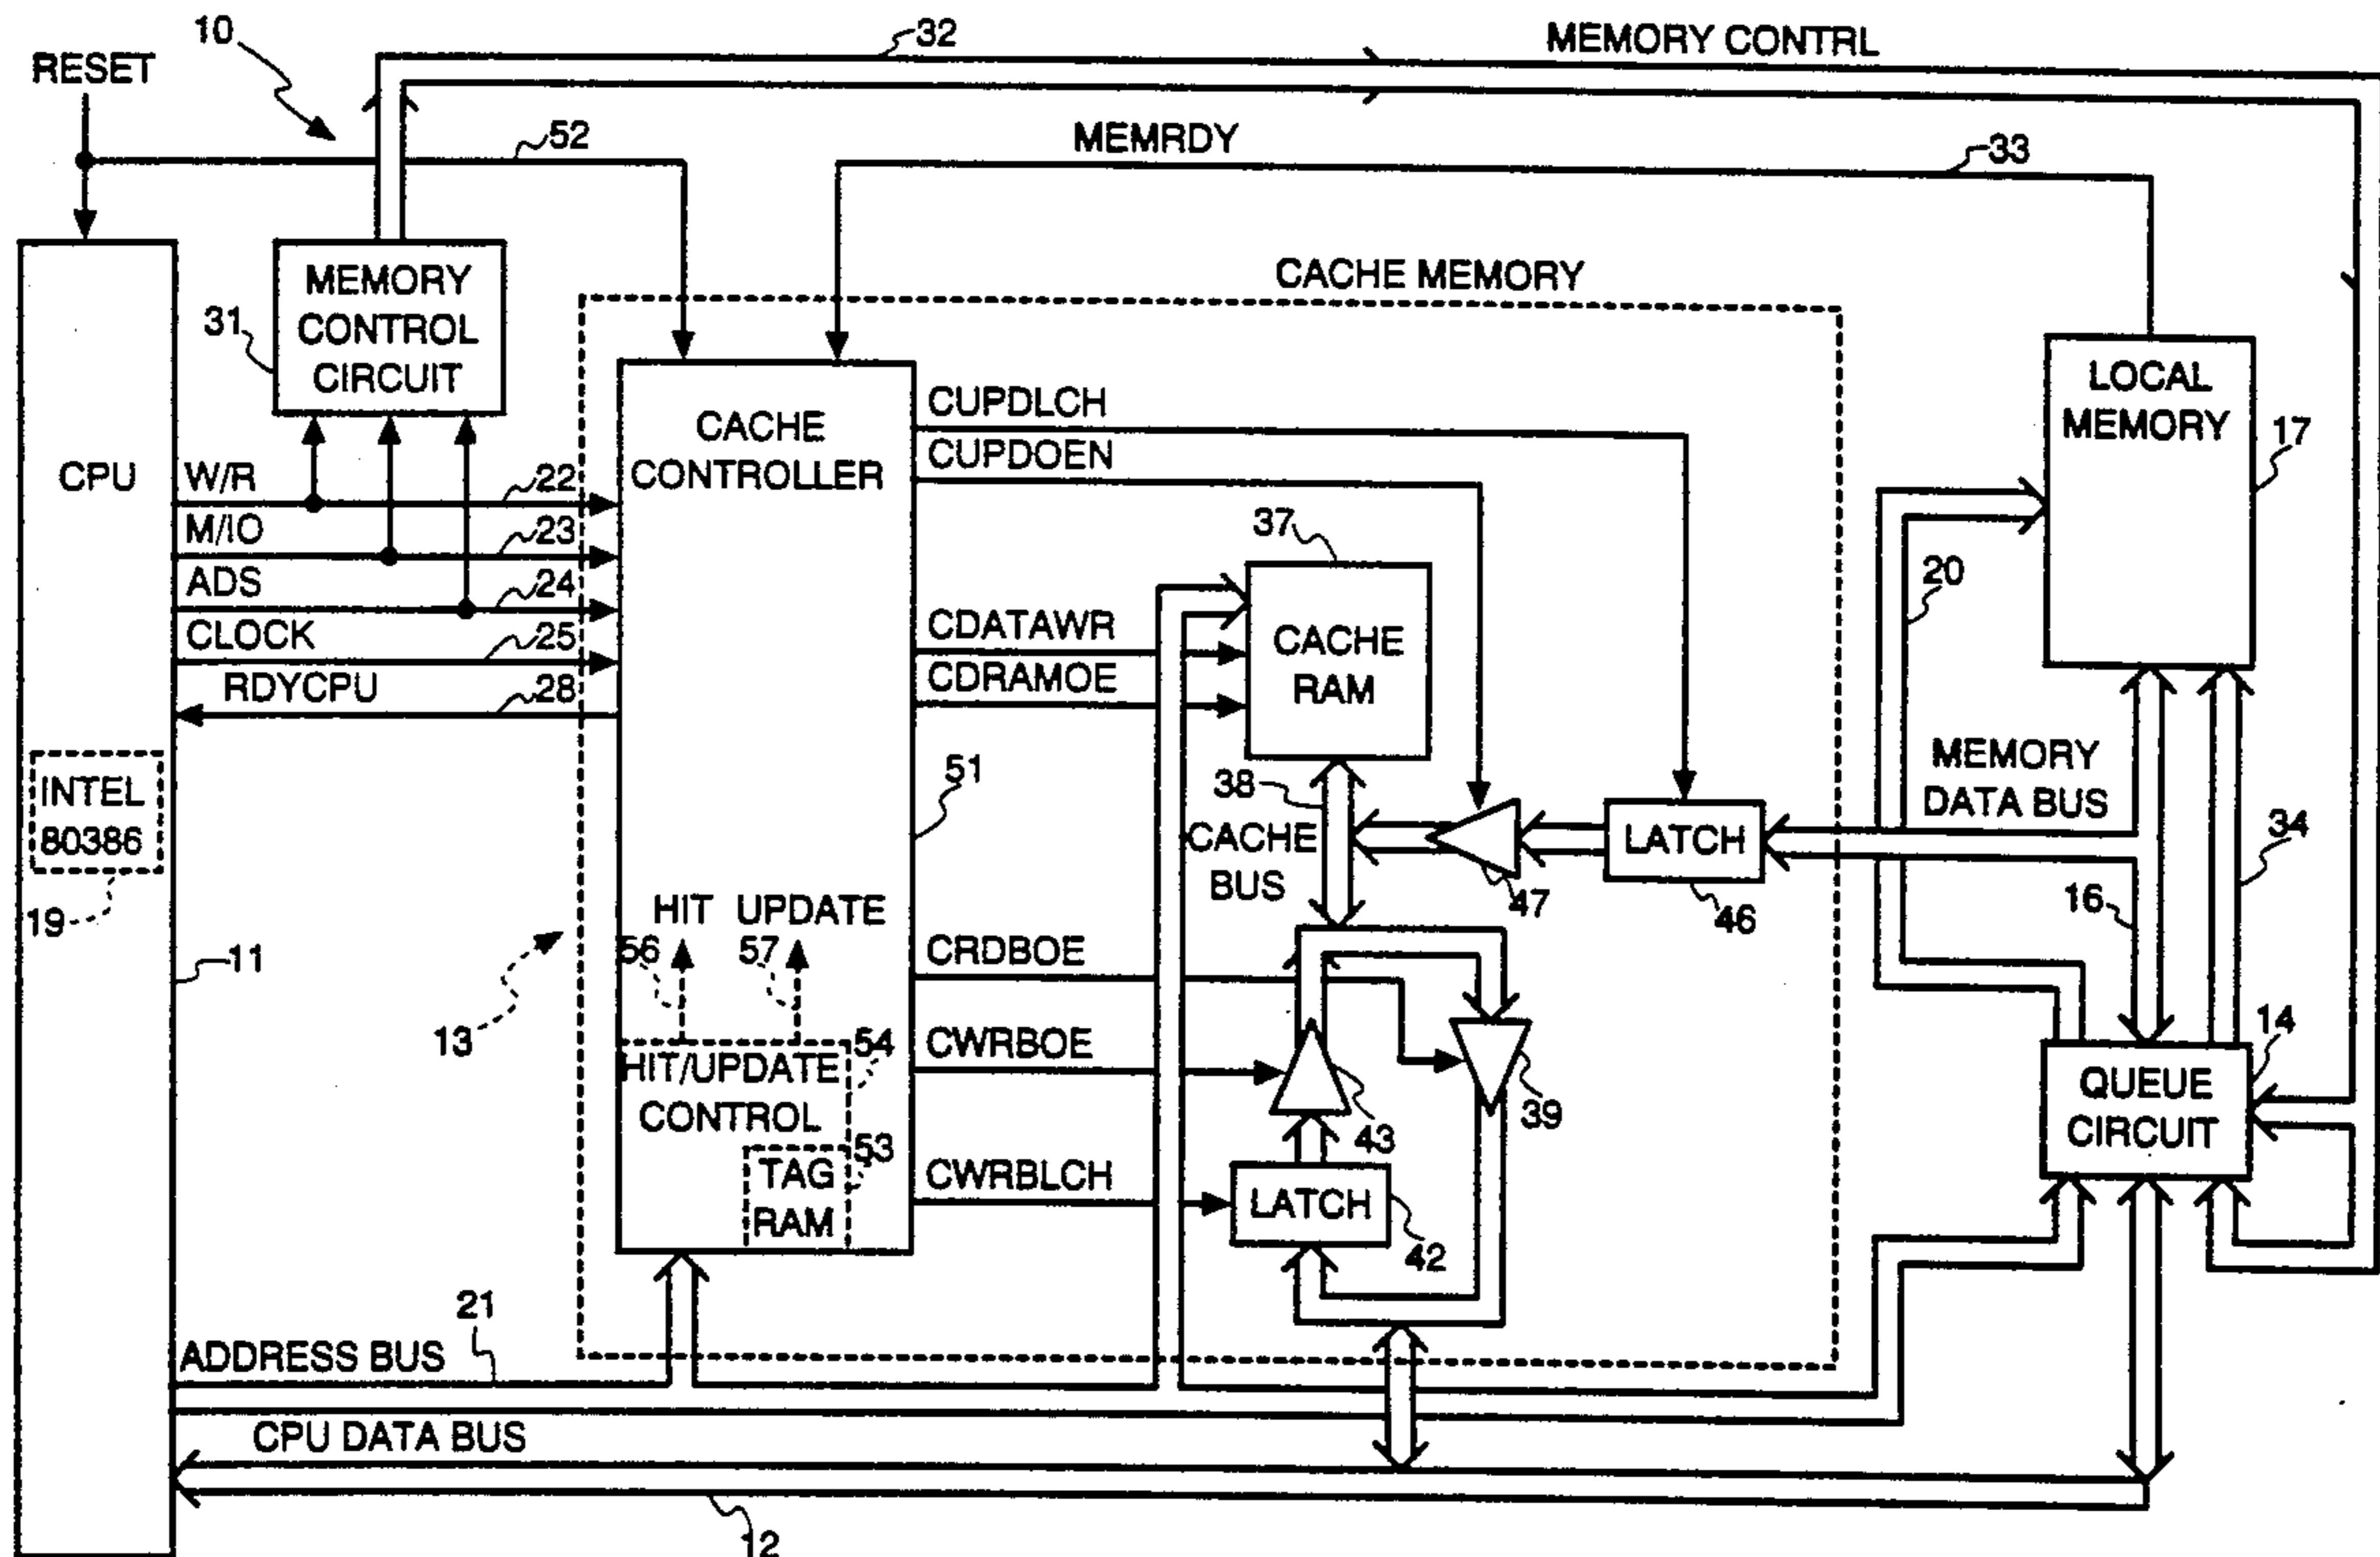 10
32
MEMORY CONTRL
RESET
52
MEMRDY
33
CACHE MEMORY
MEMORY
CONTROL
CIRCUIT
31
LOCAL
MEMORY
17
CPU
W/R
22
M/IO
23
ADS
24
CLOCK
25
RDYCPU
28
CACHE
CONTROLLER
CUPDLCH
CUPDOEN
37
CDATAWR
CDRAMOE
CACHE
RAM
20
51
38
CACHE
BUS
47
LATCH
46
MEMORY
DATA BUS
16
34
INTEL
80386
19
11
13
HIT
UPDATE
56
57
HIT/UPDATE
CONTROL
54
TAG
RAM
53
CRDBOE
CWRBOE
CWRBLCH
43
39
LATCH
42
14
QUEUE
CIRCUIT
21
ADDRESS BUS
CPU DATA BUS
12